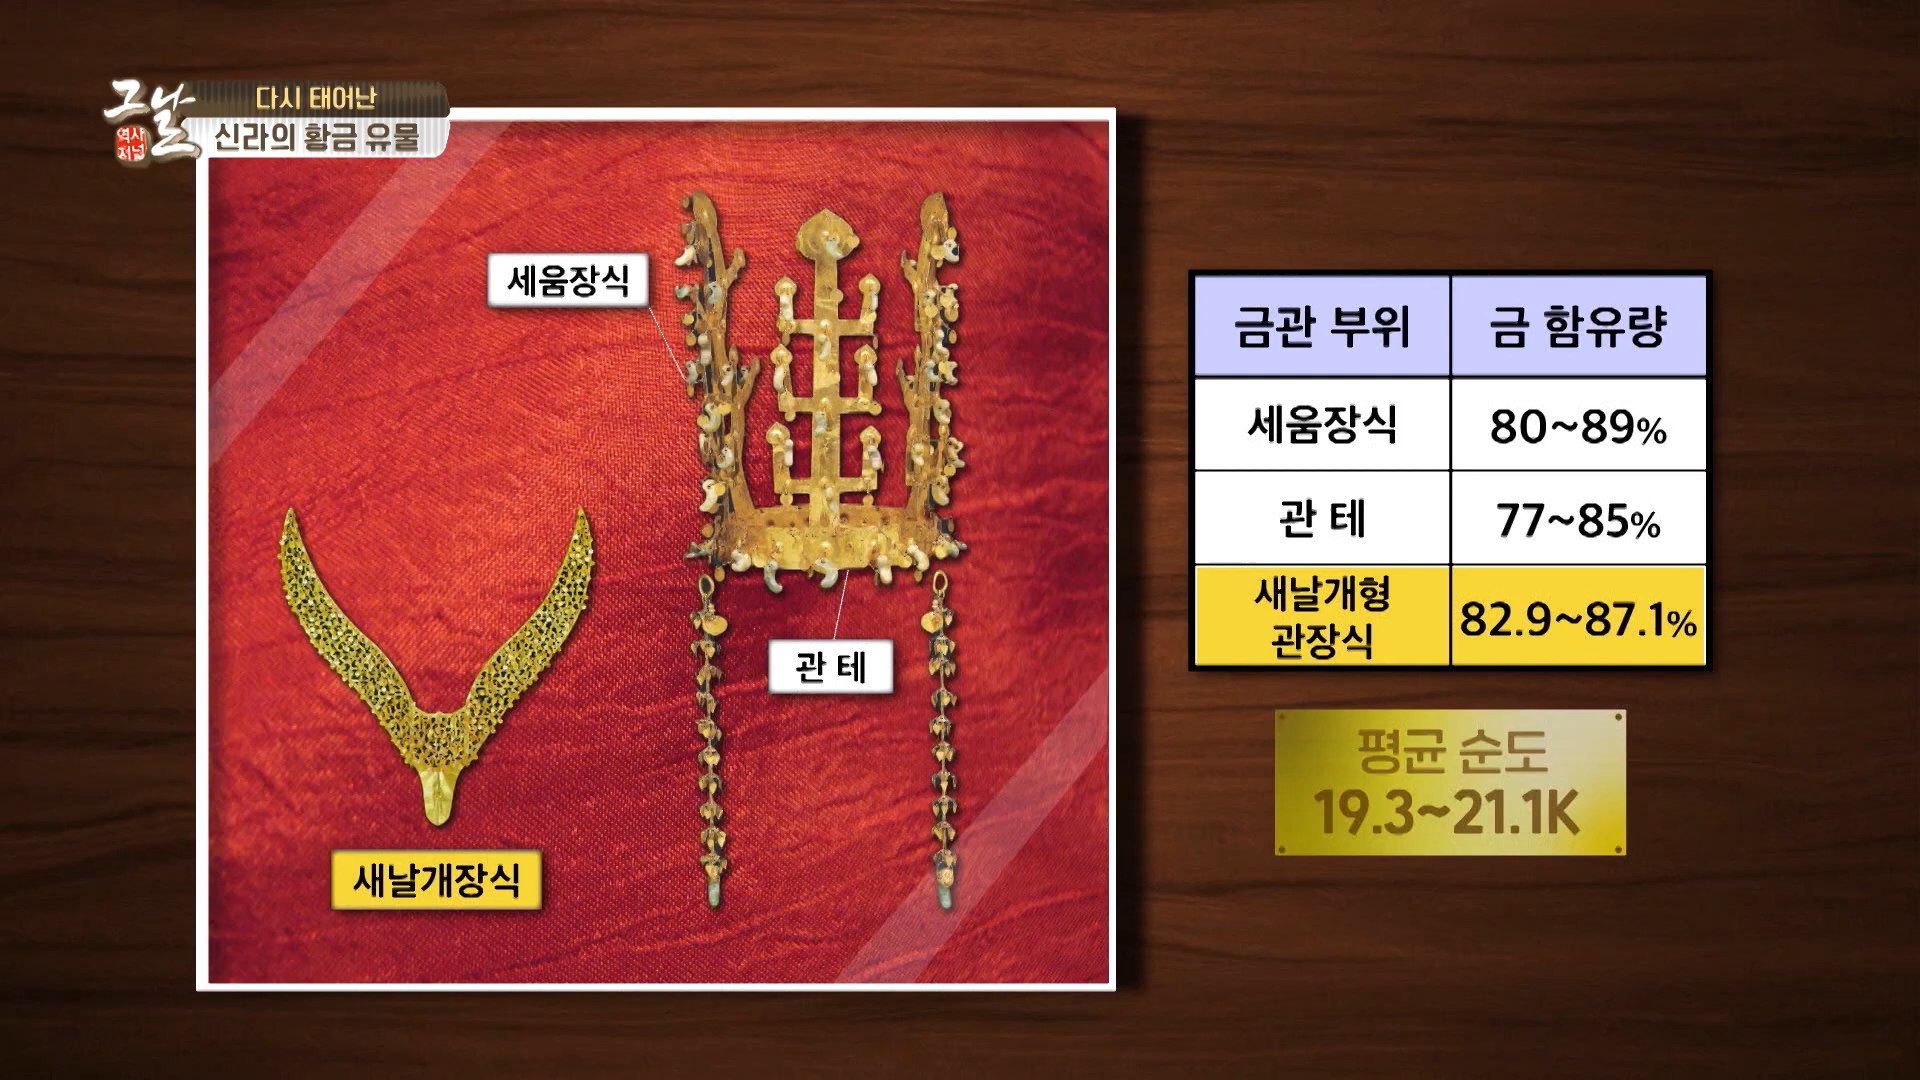 그날
역사
저널
다시 태어난
신라의 황금 유물
세움장식
관 테
새날개장식
금관 부위 금 함유량
세움장식 80~89%
관 테 77~85%
새날개형
관장식 82.9~87.1%
평균 순도
19.3~21.1K